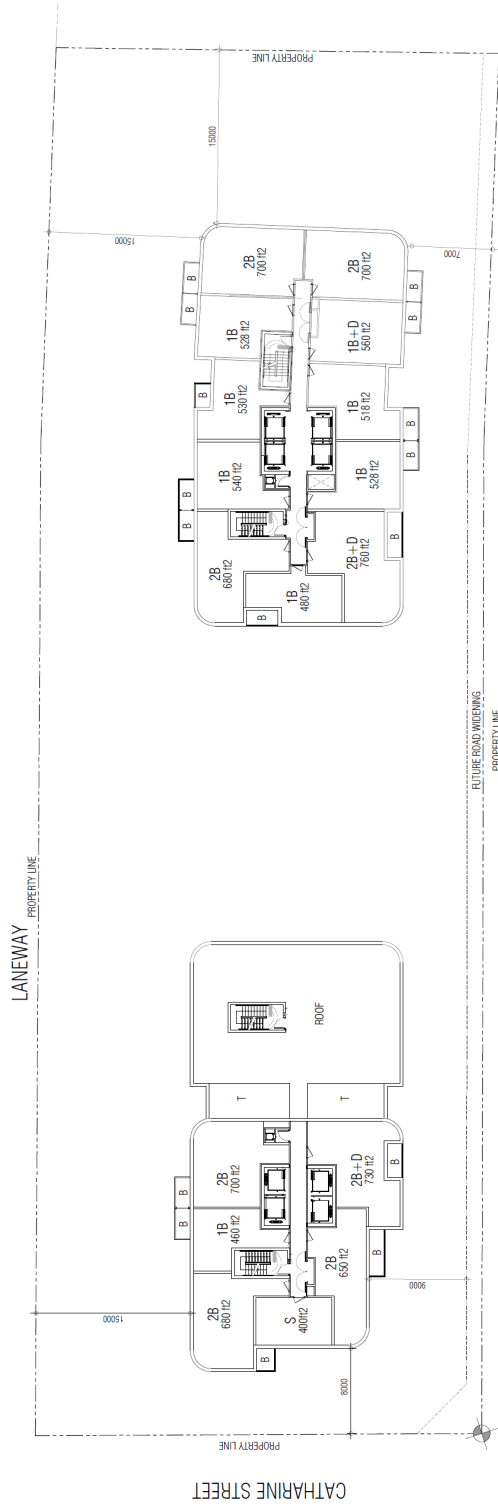 PROPERTY LINE
15000
15000
7000
2B
700 ft2
2B
700 ft2
B
B
B
B
1B
528 ft2
1B+D
560 ft2
B
1B
530 ft2
1B
518 ft2
B
B
1B
540 ft2
1B
528 ft2
B
B
2B
680 ft2
2B+D
760 ft2
B
1B
480 ft2
B
FUTURE ROAD WIDENING
PROPERTY LINE
LANEWAY
PROPERTY LINE
ROOF
T
T
2B
700 ft2
2B+D
730 ft2
B
B
B
1B
460 ft2
2B
650 ft2
B
2B
680 ft2
S
400ft2
B
15000
9000
8000
PROPERTY LINE
CATHARINE STREET